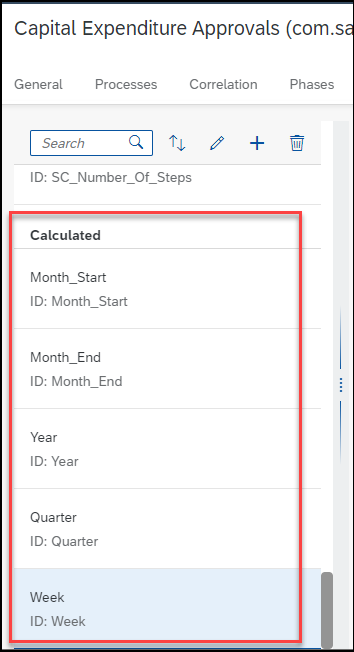 Capital Expenditure Approvals (com.sa
General Processes Correlation Phases
Search
ID: SC_Number_Of_Steps
Calculated
Month_Start
ID: Month_Start
Month_End
ID: Month_End
Year
ID: Year
Quarter
ID: Quarter
Week
ID: Week